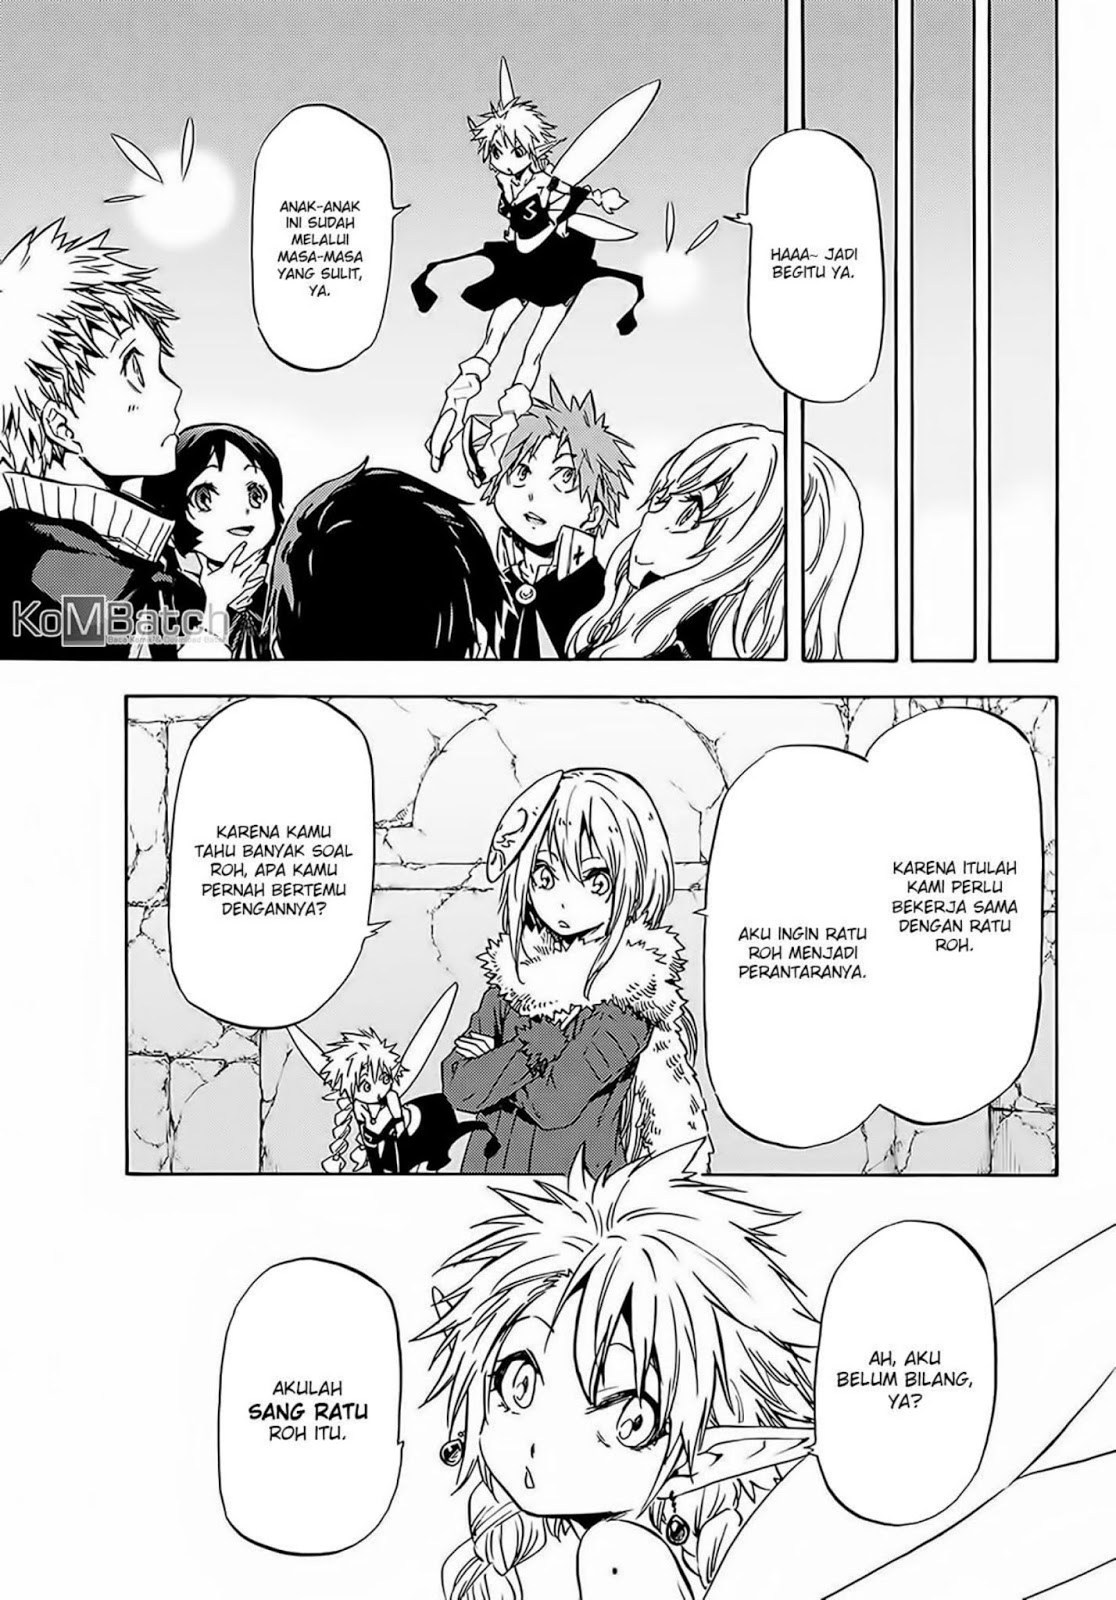 HAAA~ JADI
BEGITU YA.
ANAK-ANAK
INI SUDAH
MELALUI
MASA-MASA
YANG SULIT,
YA.
KoMBatch
KARENA ITULAH
KAMI PERLU
BEKERJA SAMA
DENGAN RATU
ROH.
AKU INGIN RATU
ROH MENJADI
PERANTARANYA.
KARENA KAMU
TAHU BANYAK SOAL
ROH, APA KAMU
PERNAH BERTEMU
DENGANNYA?
AH, AKU
BELUM BILANG,
YA?
AKULAH
SANG RATU
ROH ITU.